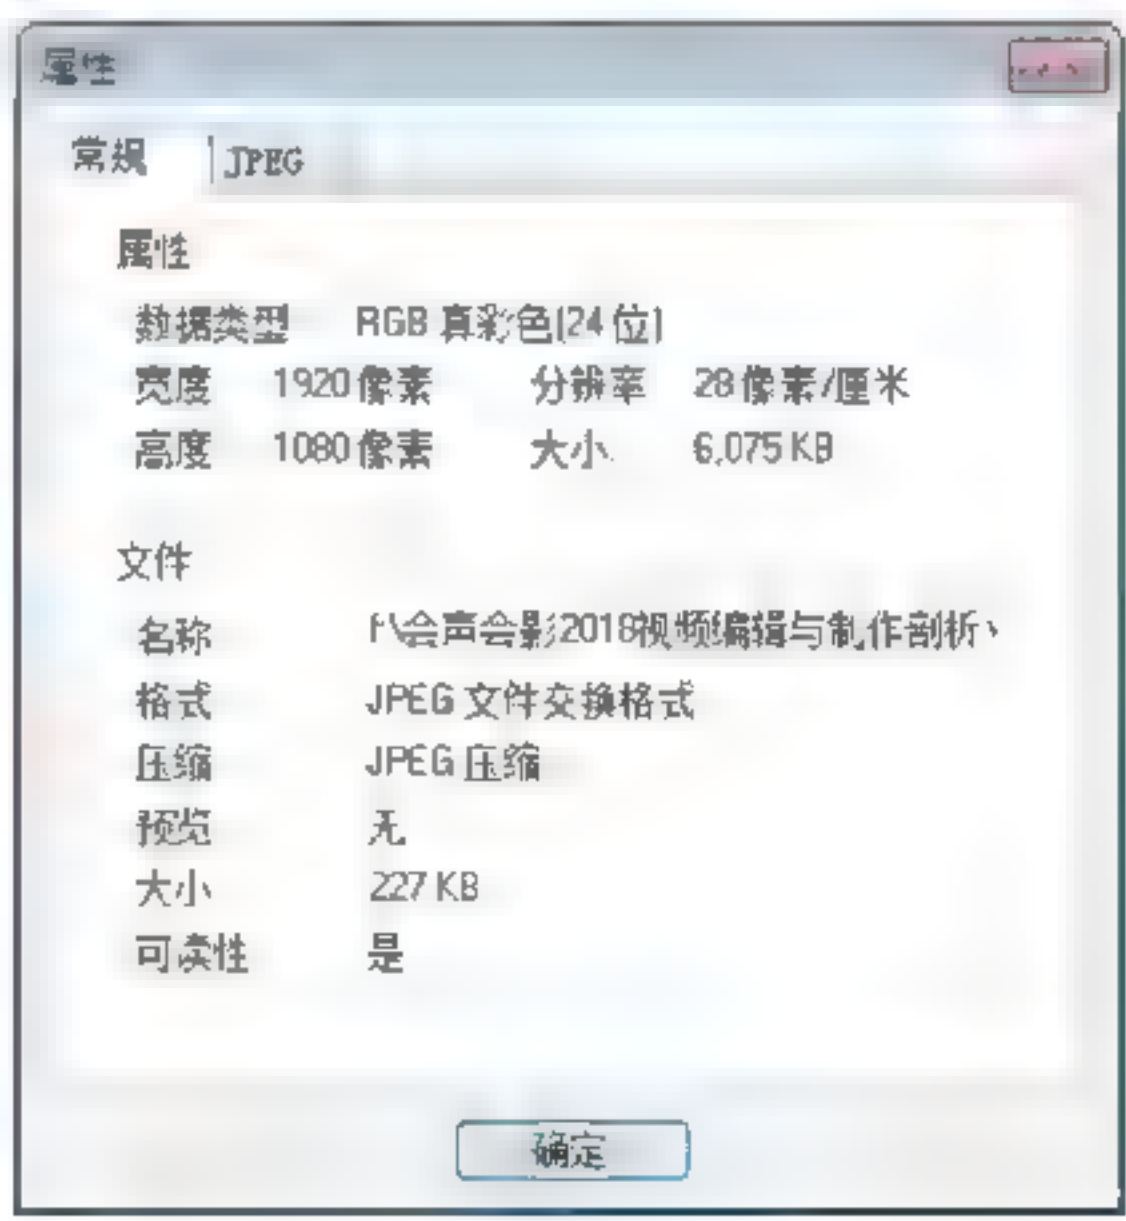 属性
常规 JPEG
属性
数据类型 RGB 真彩色(24 位)
宽度 1920 像素 分辨率 28 像素/厘米
高度 1080 像素 大小 6,075 KB
文件
名称 f:\会声会影2018视频编辑与制作剖析、
格式 JPEG 文件交换格式
压缩 JPEG 压缩
预览 无
大小 227 KB
可读性 是
确定